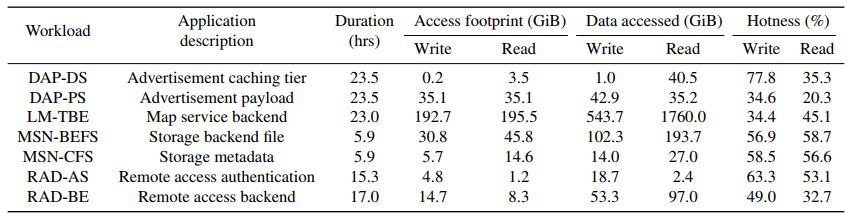 Workload Application description Duration (hrs) Access footprint (GiB) Data accessed (GiB) Hotness (%)
Write Read Write Read Write Read
DAP-DS Advertisement caching tier 23.5 0.2 3.5 1.0 40.5 77.8 35.3
DAP-PS Advertisement payload 23.5 35.1 35.1 42.9 35.2 34.6 20.3
LM-TBE Map service backend 23.0 192.7 195.5 543.7 1760.0 34.4 45.1
MSN-BEFS Storage backend file 5.9 30.8 45.8 102.3 193.7 56.9 58.7
MSN-CFS Storage metadata 5.9 5.7 14.6 14.0 27.0 58.5 56.6
RAD-AS Remote access authentication 15.3 4.8 1.2 18.7 2.4 63.3 53.1
RAD-BE Remote access backend 17.0 14.7 8.3 53.3 97.0 49.0 32.7